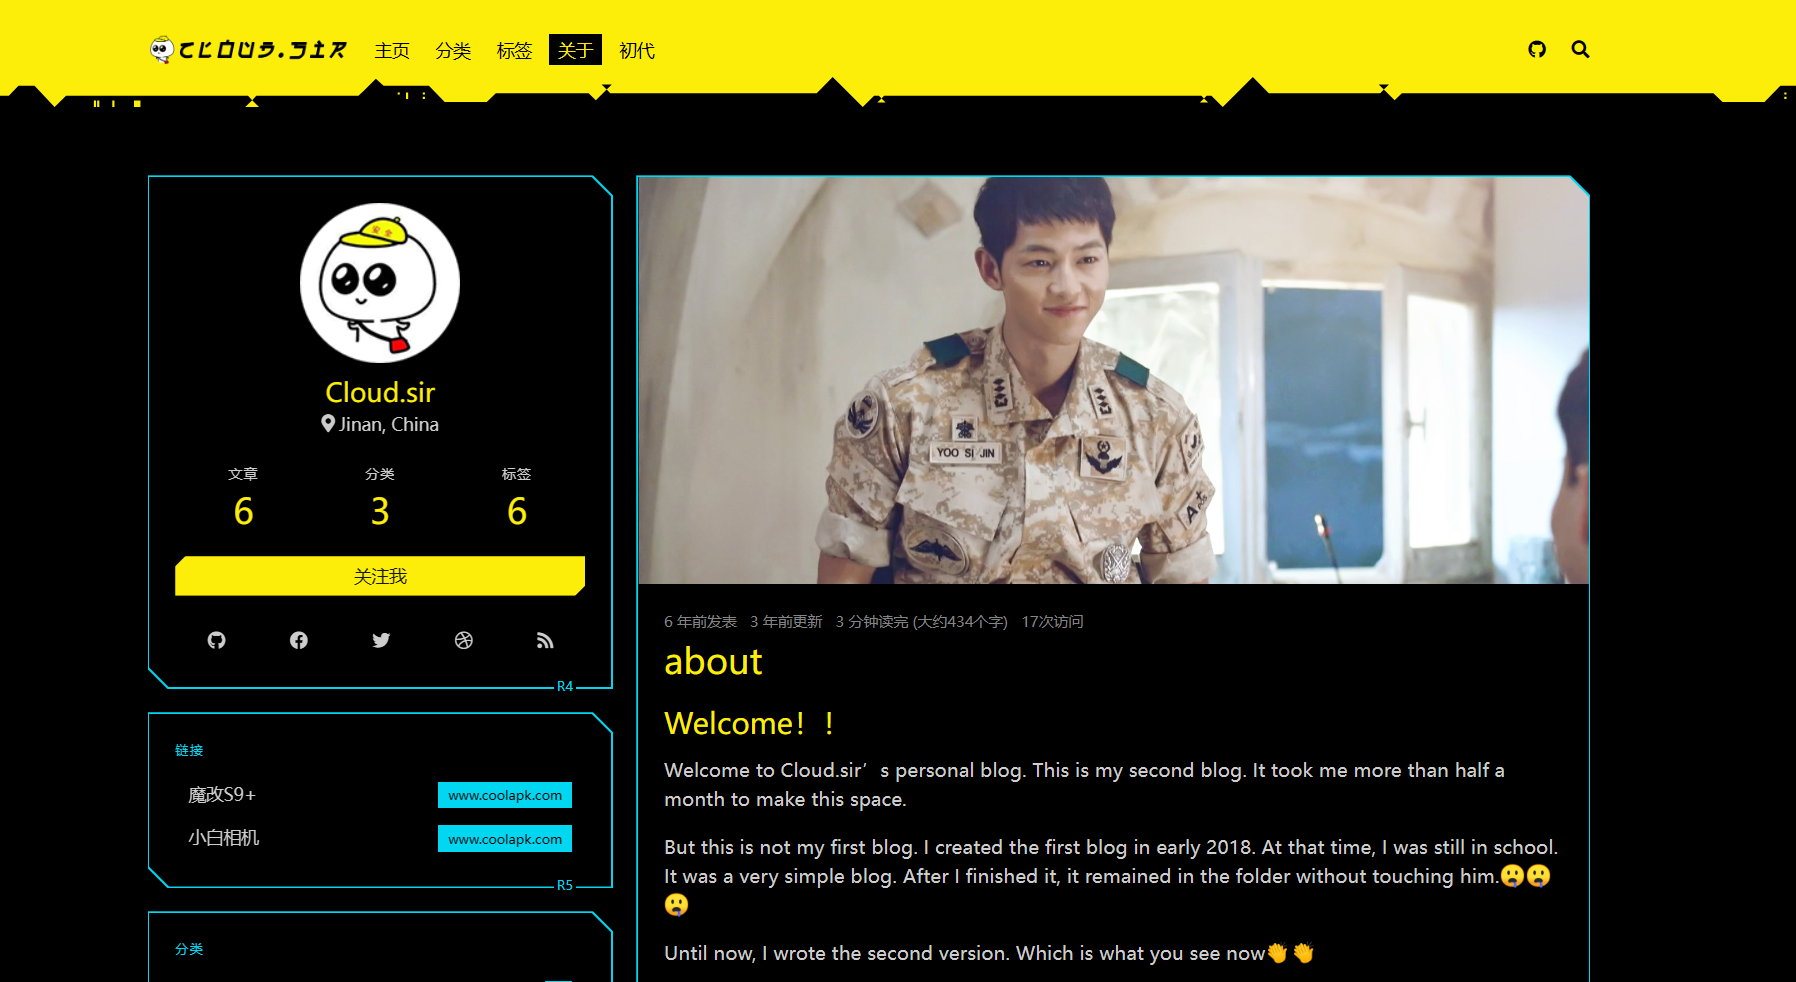 CLOUD.SIR 主页 分类 标签 关于 初代
安全
Cloud.sir
Jinan, China
文章 分类 标签
6 3 6
关注我
R4
链接
魔改S9+ www.coolapk.com
小白相机 www.coolapk.com
R5
分类
YOO SI JIN
6 年前发表 3 年前更新 3 分钟读完 (大约434个字) 17次访问
about
Welcome！！
Welcome to Cloud.sir’s personal blog. This is my second blog. It took me more than half a
month to make this space.
But this is not my first blog. I created the first blog in early 2018. At that time, I was still in school.
It was a very simple blog. After I finished it, it remained in the folder without touching him.🤤🤤
🤤
Until now, I wrote the second version. Which is what you see now👏👏